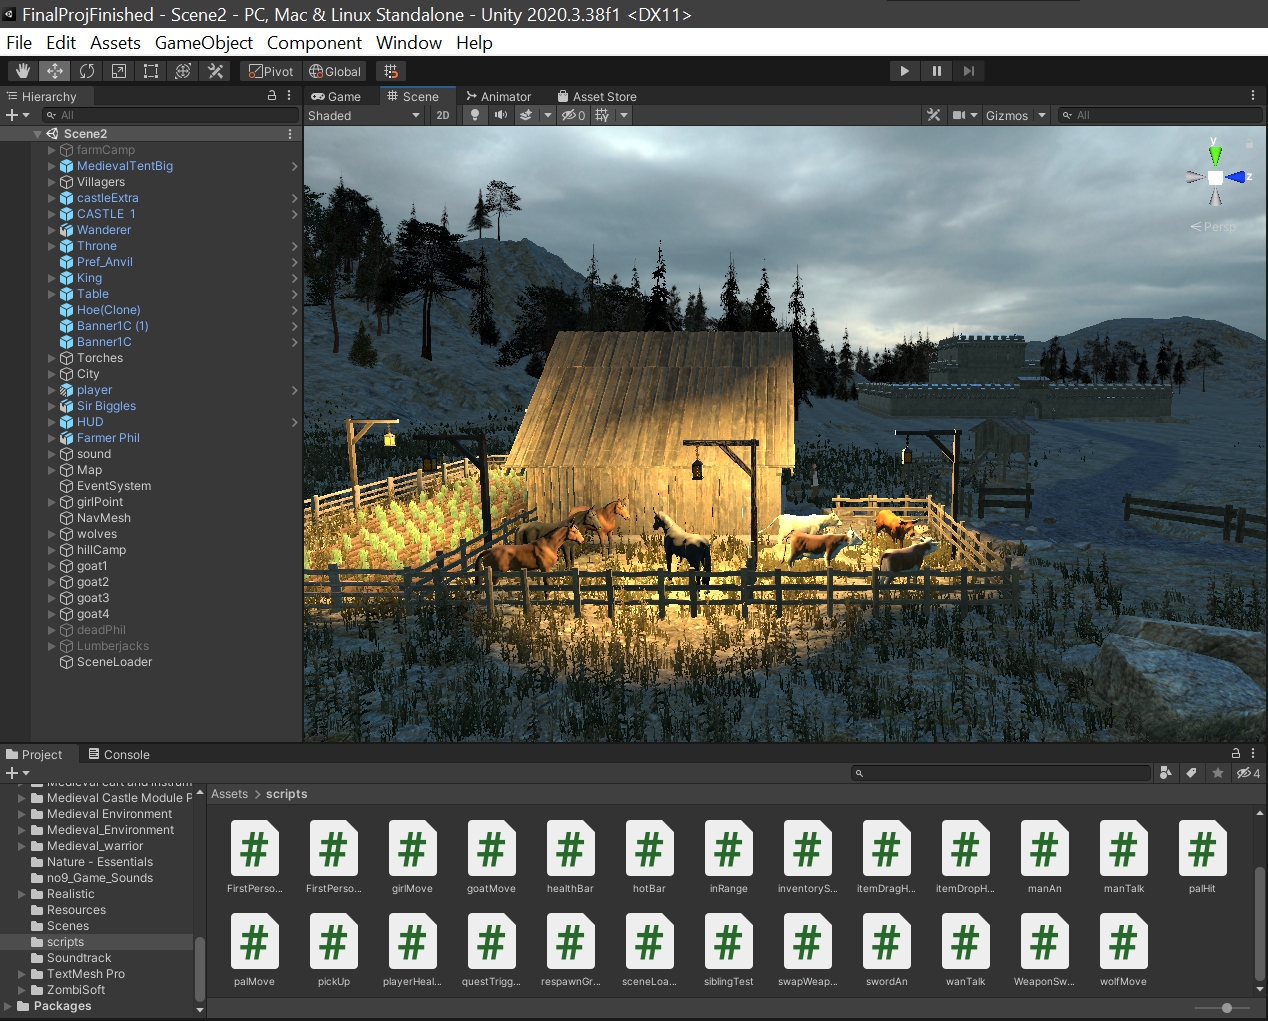 FinalProjFinished - Scene2 - PC, Mac & Linux Standalone - Unity 2020.3.38f1 <DX11>
File Edit Assets GameObject Component Window Help
Pivot Global
Hierarchy
Game Scene Animator Asset Store
All
Shaded 2D 0 Gizmos All
Scene2
farmCamp
MedievalTentBig
Villagers
castleExtra
CASTLE 1
Wanderer
Throne
Pref_Anvil
King
Table
Hoe(Clone)
Banner1C (1)
Banner1C
Torches
City
player
Sir Biggles
HUD
Farmer Phil
sound
Map
EventSystem
girlPoint
NavMesh
wolves
hillCamp
goat1
goat2
goat3
goat4
deadPhil
Lumberjacks
SceneLoader
y
z
Persp
Project Console
4
Medieval cart and instrum
Medieval Castle Module P
Medieval Environment
Medieval_Environment
Medieval_warrior
Nature - Essentials
no9_Game_Sounds
Realistic
Resources
Scenes
scripts
Soundtrack
TextMesh Pro
ZombiSoft
Packages
Assets > scripts
# # # # # # # # # # # # #
FirstPerso... FirstPerso... girlMove goatMove healthBar hotBar inRange inventoryS... itemDragH... itemDropH... manAn manTalk palHit
# # # # # # # # # # # #
palMove pickUp playerHeal... questTrigg... respawnGr... sceneLoa... siblingTest swapWeap... swordAn wanTalk WeaponSw... wolfMove